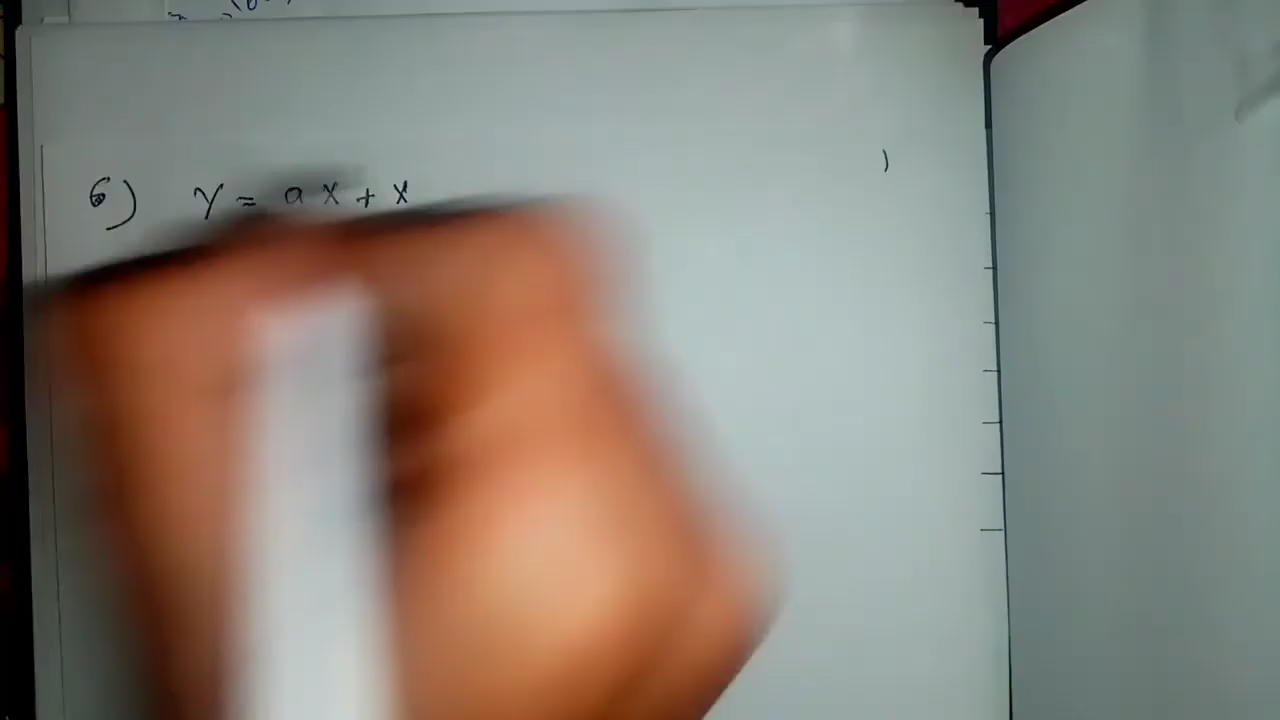 6) y = ax + x
)